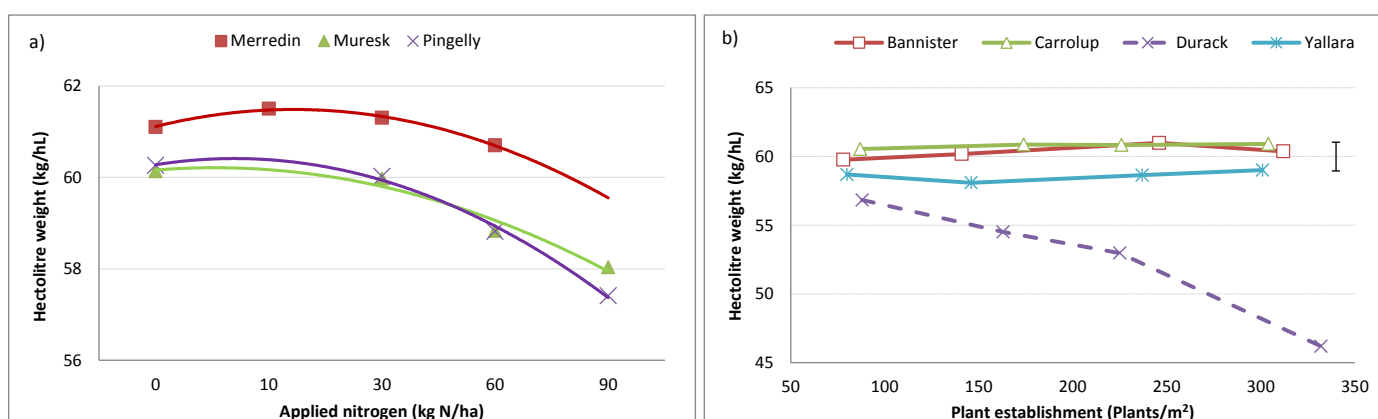 a)
Merredin Muresk Pingelly
Hectolitre weight (kg/hL)
62
60
58
56
0 10 30 60 90
Applied nitrogen (kg N/ha)
b)
Bannister Carrolup Durack Yallara
Hectolitre weight (kg/hL)
70
65
60
55
50
45
50 100 150 200 250 300 350
Plant establishment (Plants/m²)